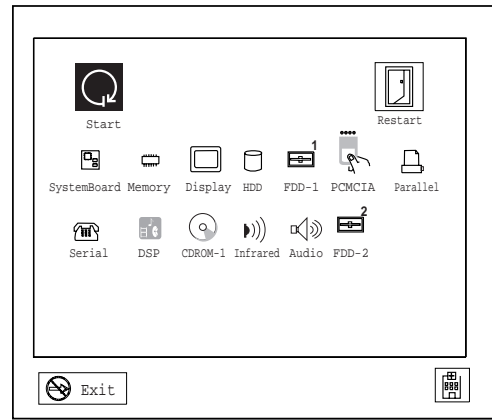 Start Restart
1
SystemBoard Memory Display HDD FDD-1 PCMCIA Parallel
2
Serial DSP CDROM-1 Infrared Audio FDD-2
Exit